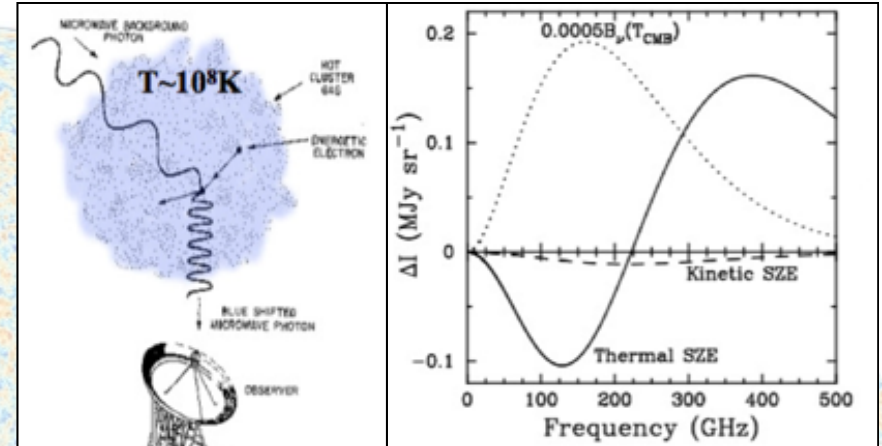 MICROWAVE BACKGROUND
PHOTON
T~10⁸K
HOT
CLUSTER
GAS
ENERGETIC
ELECTRON
BLUE SHIFTED
MICROWAVE PHOTON
OBSERVER
0.0005Bν(TCMB)
ΔI (MJy sr⁻¹)
0.2
0.1
0
−0.1
Kinetic SZE
Thermal SZE
0 100 200 300 400 500
Frequency (GHz)